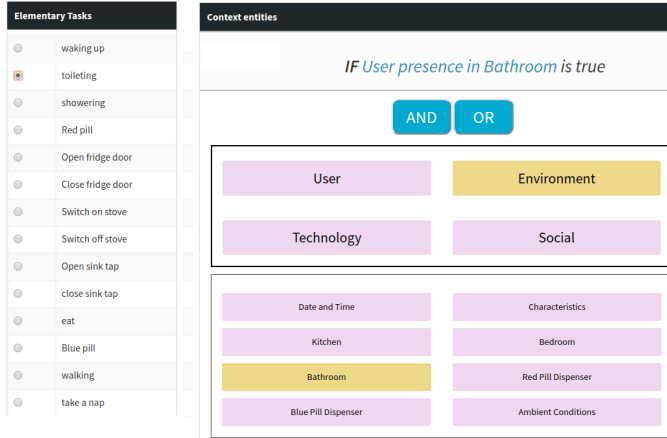 Elementary Tasks
waking up
toileting
showering
Red pill
Open fridge door
Close fridge door
Switch on stove
Switch off stove
Open sink tap
close sink tap
eat
Blue pill
walking
take a nap
Context entities
IF User presence in Bathroom is true
AND OR
User Environment
Technology Social
Date and Time Characteristics
Kitchen Bedroom
Bathroom Red Pill Dispenser
Blue Pill Dispenser Ambient Conditions